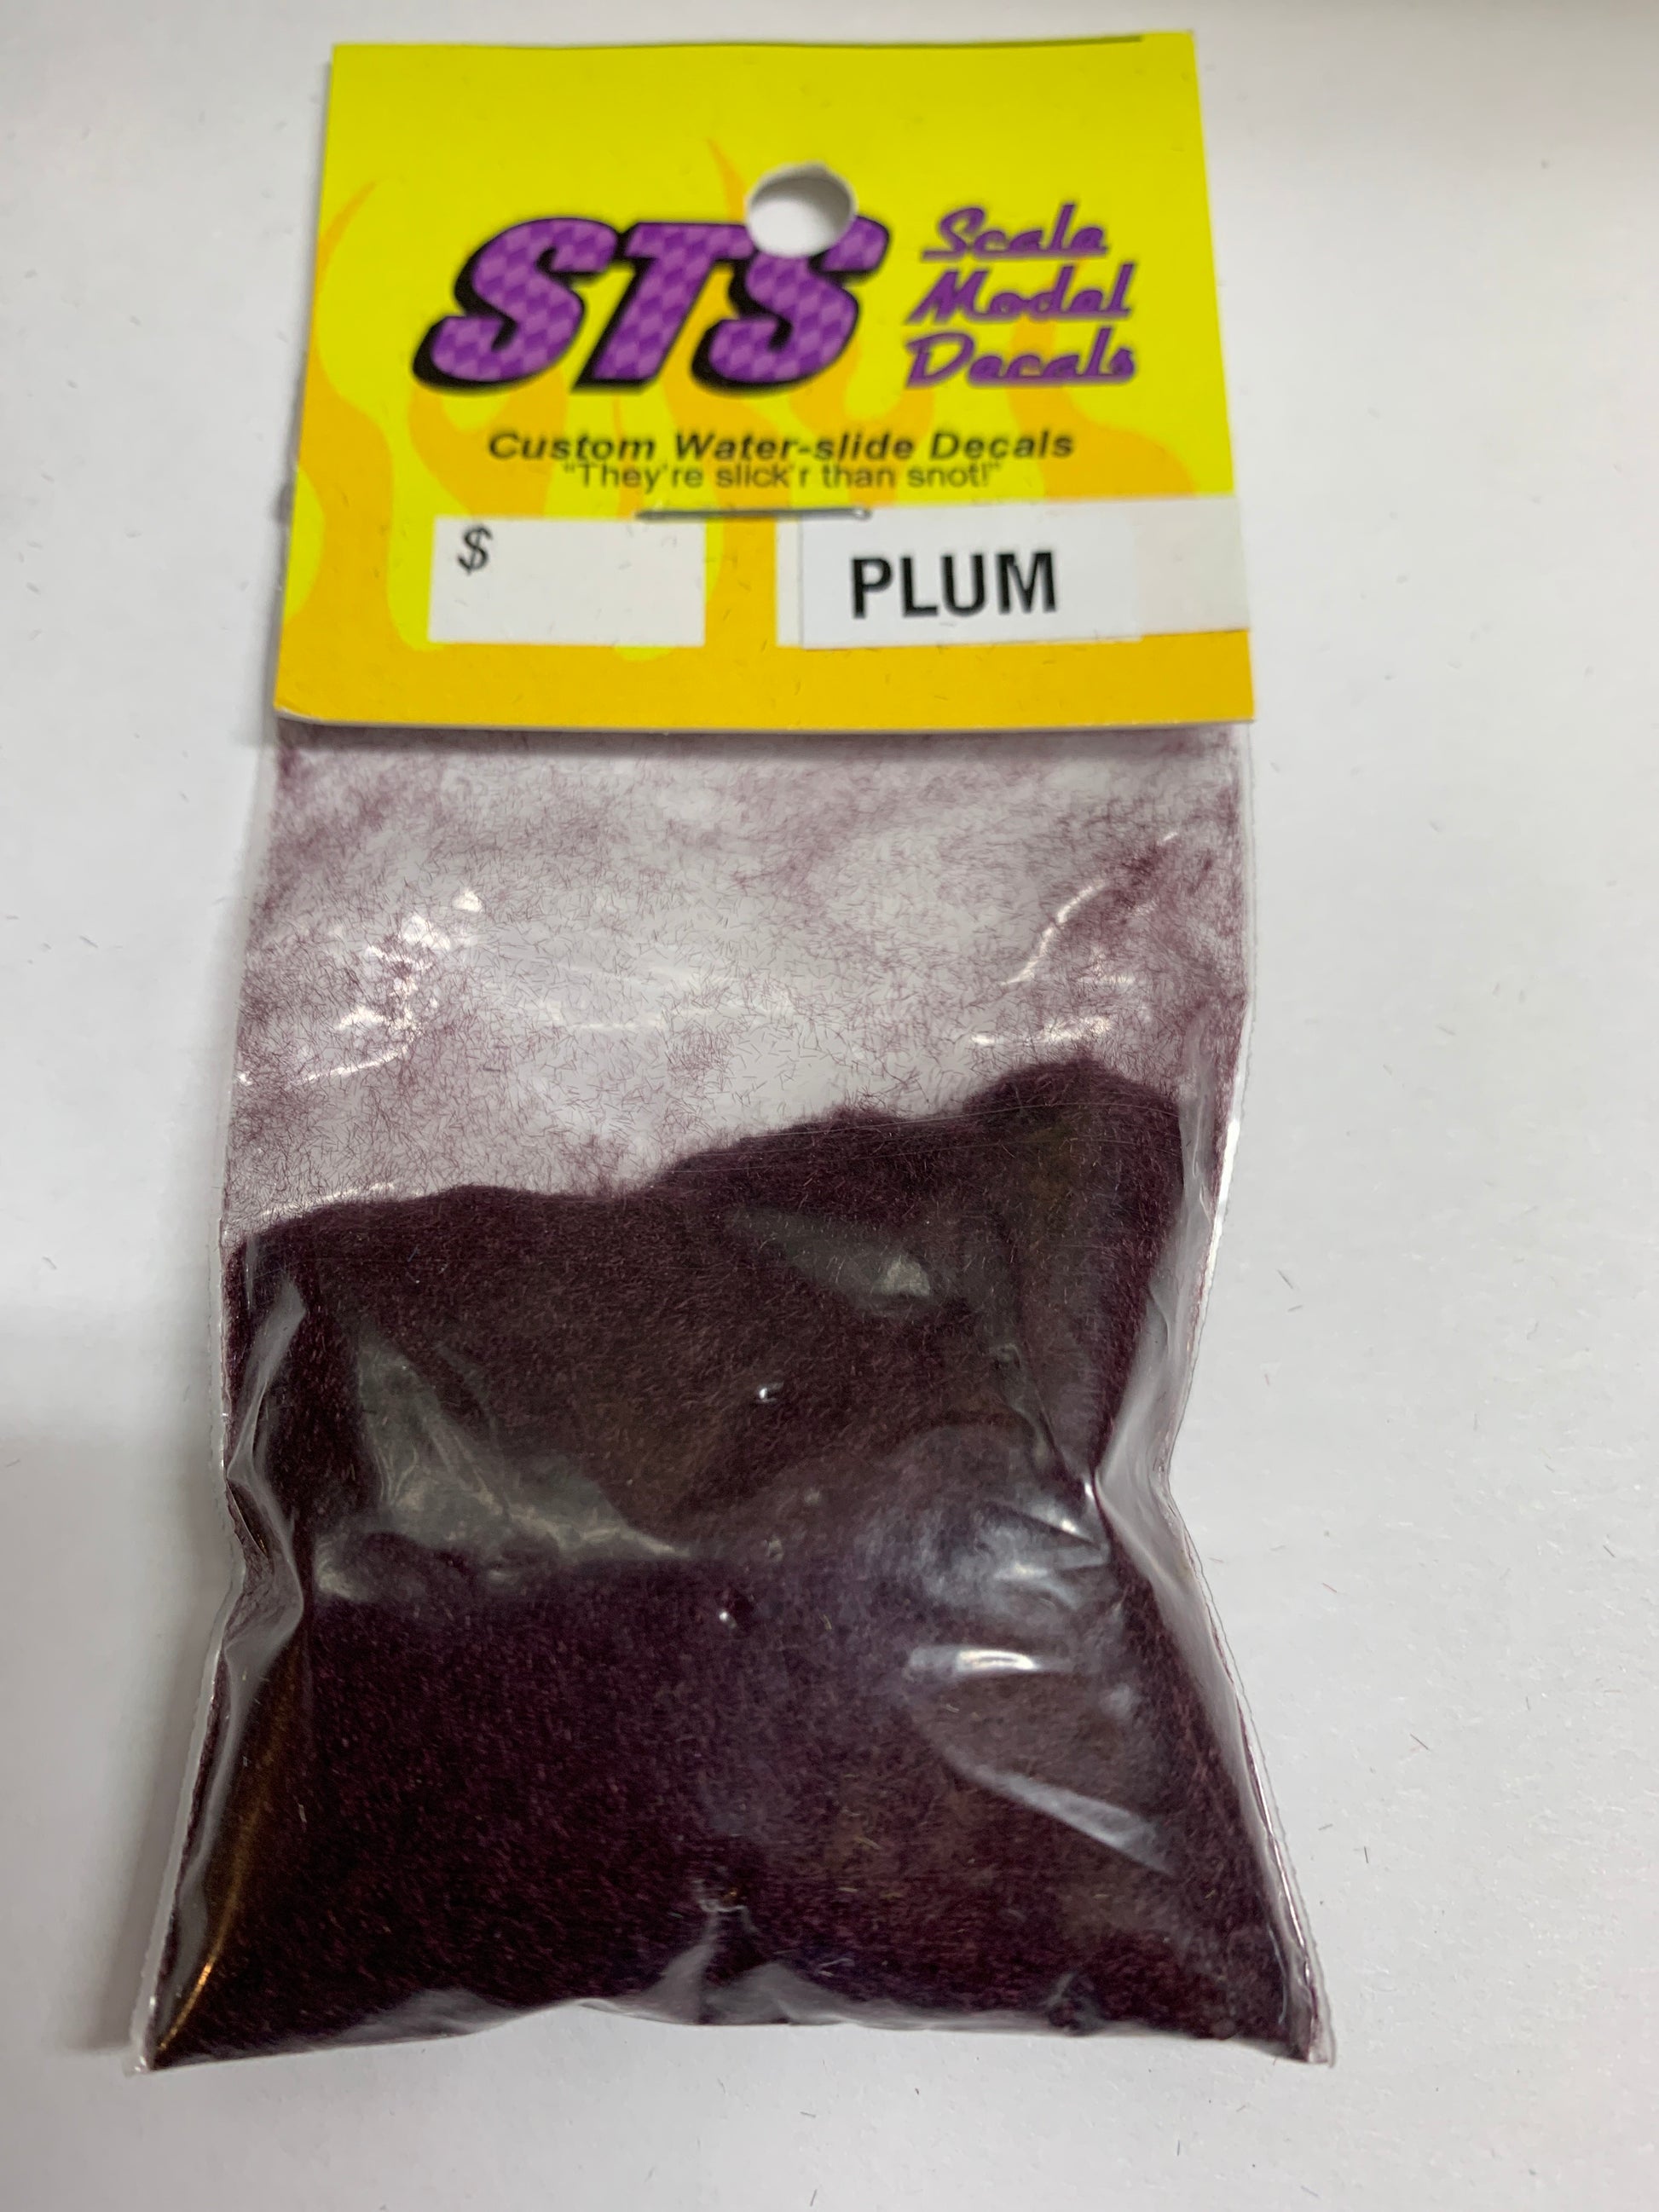 STS
Scale
Model
Decals
Custom Water-slide Decals
"They're slick'r than snot!"
$
PLUM